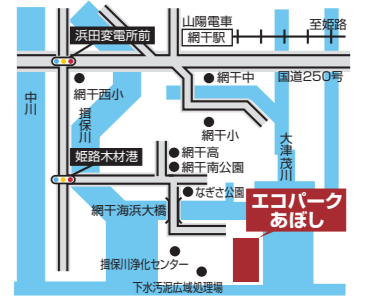 山陽電車
網干駅
至姫路
浜田変電所前
網干西小
網干中
国道250号
中川
揖保川
網干小
大津茂川
姫路木材港
網干高
網干南公園
なぎさ公園
網干海浜大橋
エコパーク
あぼし
揖保川浄化センター
下水汚泥広域処理場